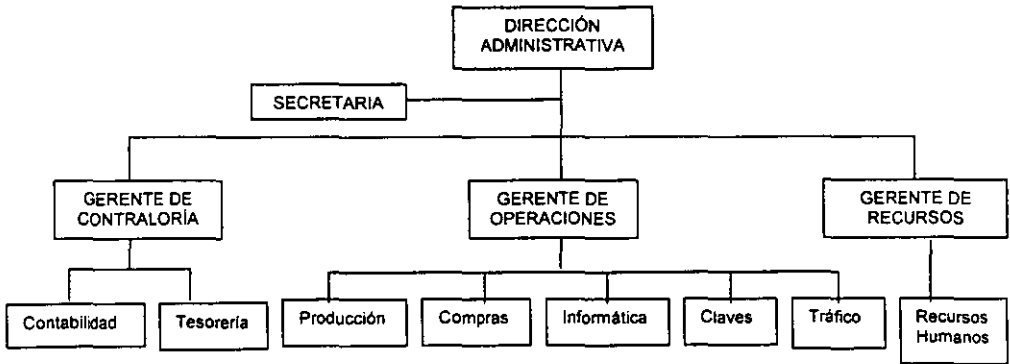 DIRECCIÓN
ADMINISTRATIVA
SECRETARIA
GERENTE DE
CONTRALORÍA
GERENTE DE
OPERACIONES
GERENTE DE
RECURSOS
Contabilidad
Tesorería
Producción
Compras
Informática
Claves
Tráfico
Recursos
Humanos